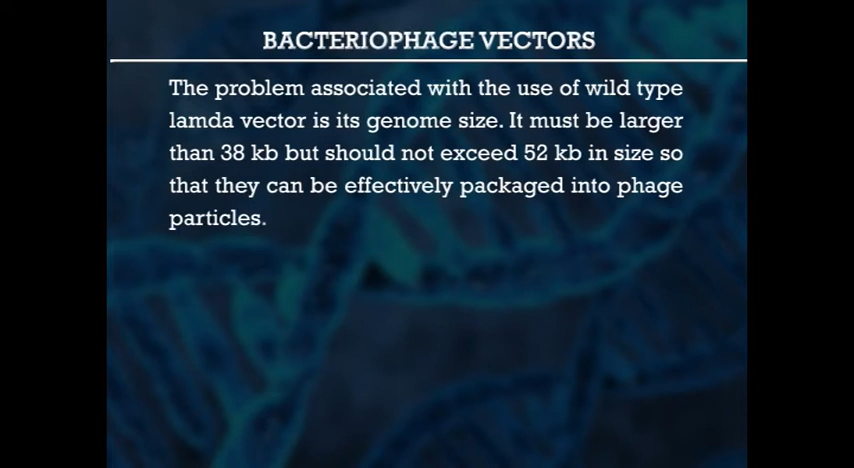 BACTERIOPHAGE VECTORS
The problem associated with the use of wild type
lamda vector is its genome size. It must be larger
than 38 kb but should not exceed 52 kb in size so
that they can be effectively packaged into phage
particles.